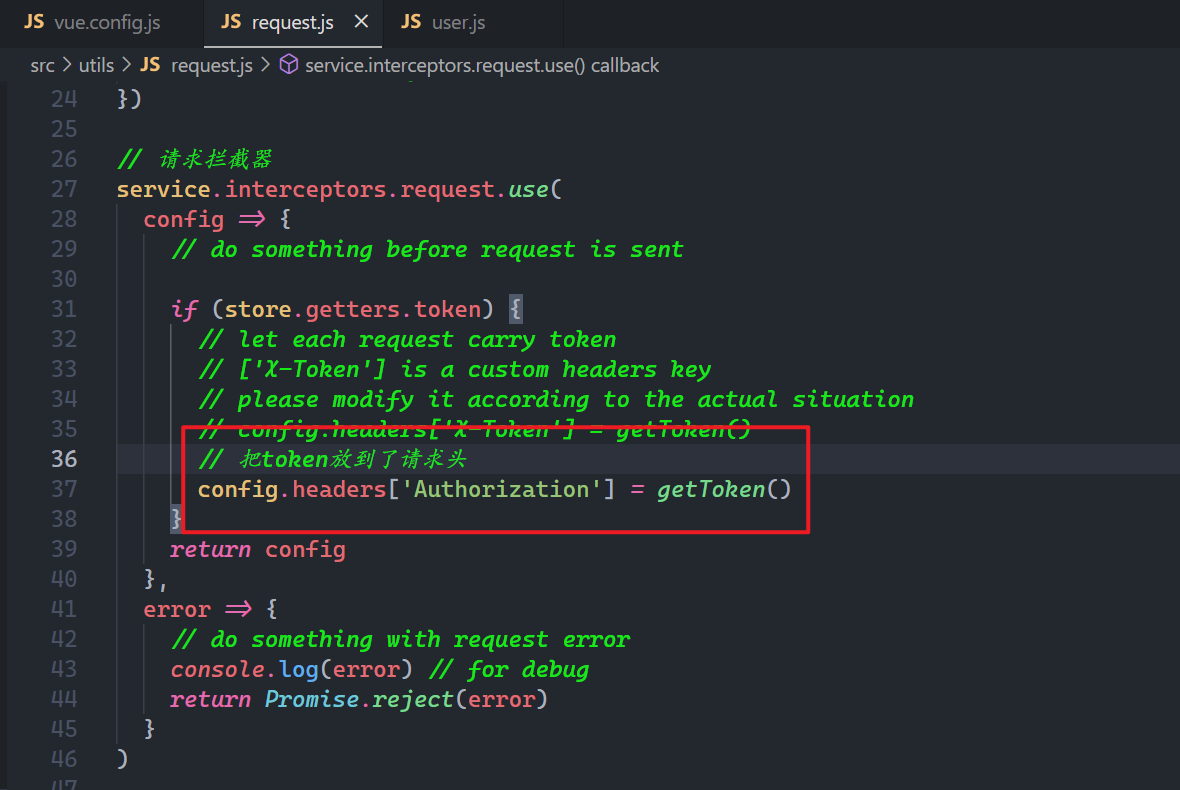 JS vue.config.js JS request.js × JS user.js
src > utils > JS request.js > service.interceptors.request.use() callback
24 })
25
26 // 请求拦截器
27 service.interceptors.request.use(
28 config => {
29 // do something before request is sent
30
31 if (store.getters.token) {
32 // let each request carry token
33 // ['X-Token'] is a custom headers key
34 // please modify it according to the actual situation
35 // config.headers['X-Token'] = getToken()
36 // 把token放到了请求头
37 config.headers['Authorization'] = getToken()
38 }
39 return config
40 },
41 error => {
42 // do something with request error
43 console.log(error) // for debug
44 return Promise.reject(error)
45 }
46 )
47